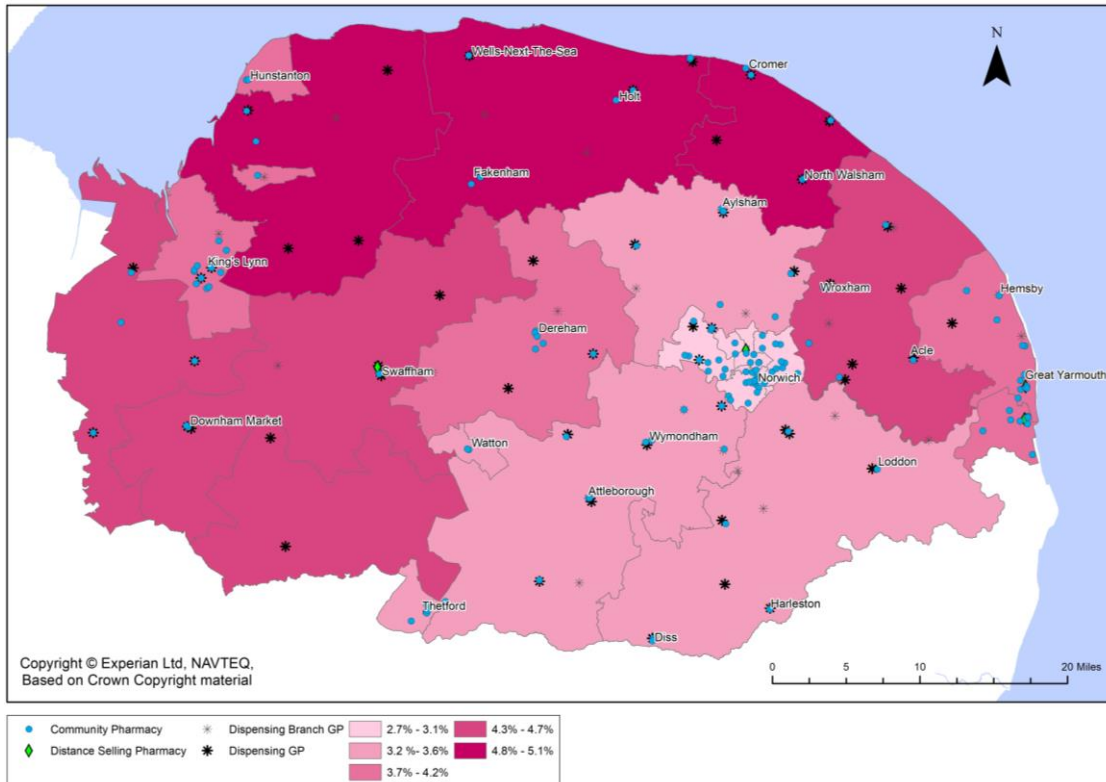 N
Wells-Next-The-Sea
Cromer
Hunstanton
Holt
Fakenham
North Walsham
Aylsham
King's Lynn
Wroxham
Hemsby
Dereham
Acle
Swaffham
Great Yarmouth
Norwich
Downham Market
Watton
Wymondham
Loddon
Attleborough
Thetford
Harleston
Diss
Copyright © Experian Ltd, NAVTEQ,
Based on Crown Copyright material
0 5 10 20 Miles
Community Pharmacy
Distance Selling Pharmacy
Dispensing Branch GP
Dispensing GP
2.7% - 3.1%
3.2 % - 3.6%
3.7% - 4.2%
4.3% - 4.7%
4.8% - 5.1%